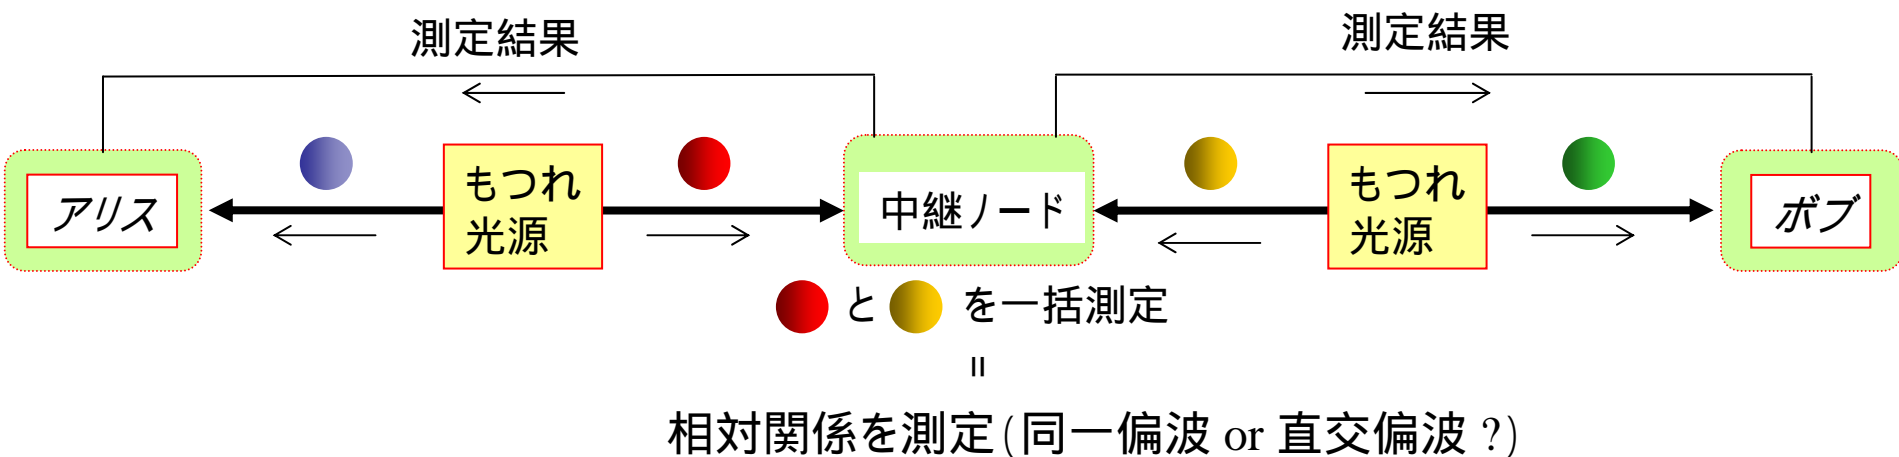 測定結果
測定結果
アリス
もつれ
光源
中継ノード
もつれ
光源
ボブ
と を一括測定
=
相対関係を測定(同一偏波 or 直交偏波 ?)